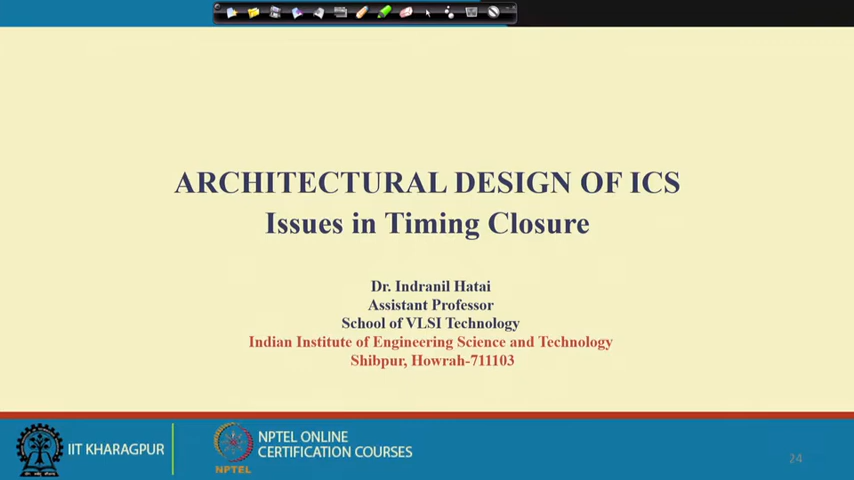 ARCHITECTURAL DESIGN OF ICS
Issues in Timing Closure
Dr. Indranil Hatai
Assistant Professor
School of VLSI Technology
Indian Institute of Engineering Science and Technology
Shibpur, Howrah-711103
IIT KHARAGPUR
NPTEL
NPTEL ONLINE
CERTIFICATION COURSES
24